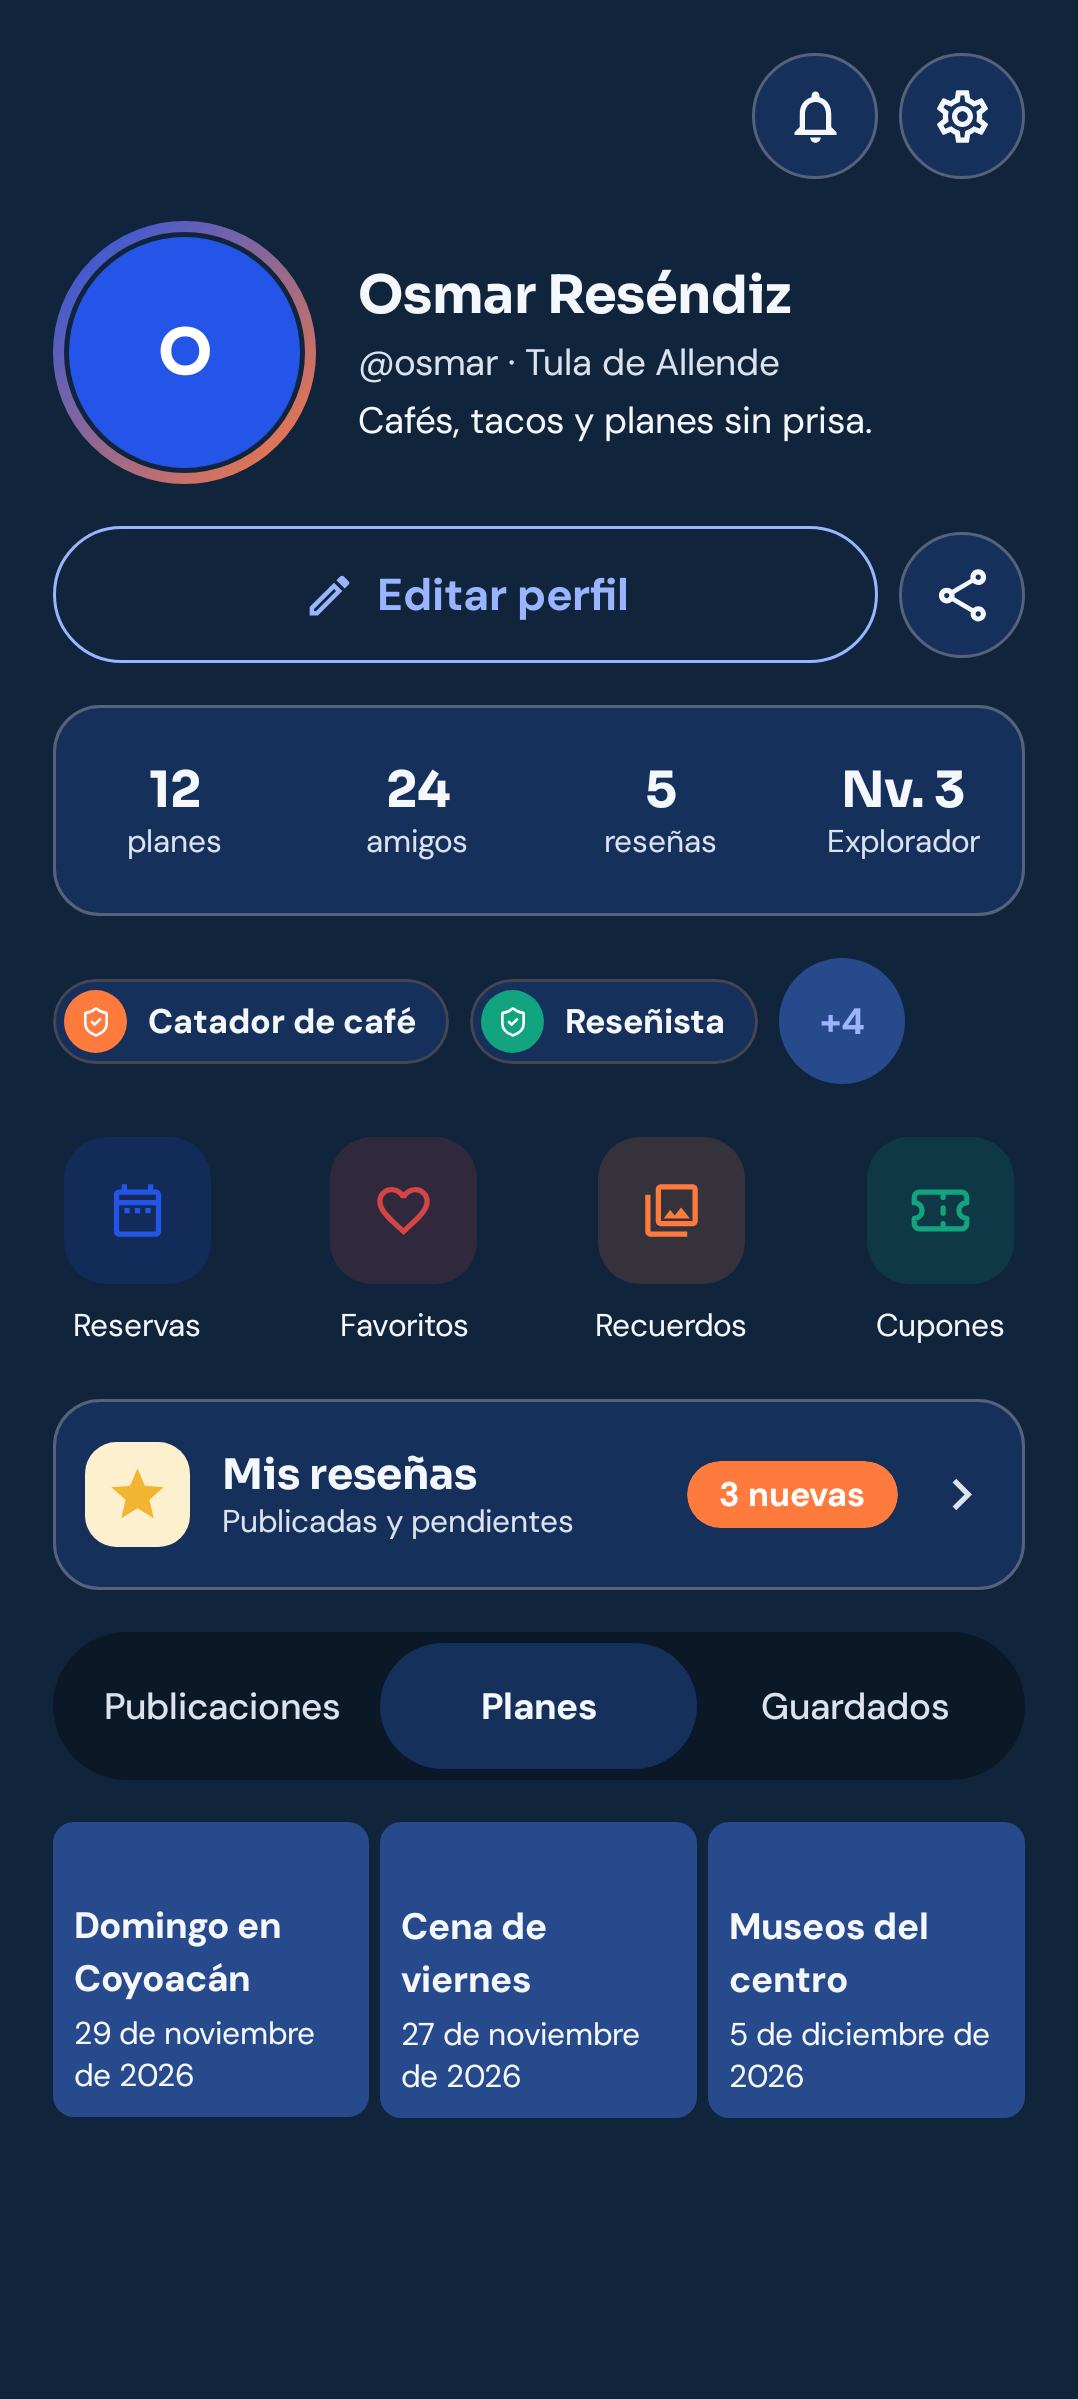 O
Osmar Reséndiz
@osmar · Tula de Allende
Cafés, tacos y planes sin prisa.
Editar perfil
12
planes
24
amigos
5
reseñas
Nv. 3
Explorador
Catador de café
Reseñista
+4
Reservas
Favoritos
Recuerdos
Cupones
Mis reseñas
Publicadas y pendientes
3 nuevas
Publicaciones
Planes
Guardados
Domingo en
Coyoacán
29 de noviembre
de 2026
Cena de
viernes
27 de noviembre
de 2026
Museos del
centro
5 de diciembre de
2026